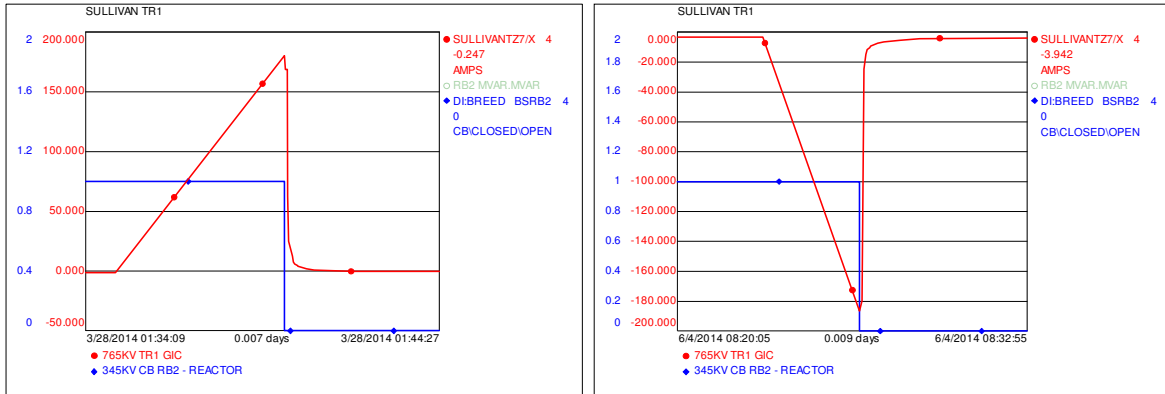 SULLIVAN TR1
2 200.000
1.6 150.000
1.2 100.000
0.8 50.000
0.4 0.000
0 -50.000
3/28/2014 01:34:09 0.007 days 3/28/2014 01:44:27
765KV TR1 GIC
345KV CB RB2 - REACTOR
SULLIVANTZ7/X 4
-0.247
AMPS
RB2 MVAR.MVAR
DI:BREED BSRB2 4
0
CB\CLOSED\OPEN
SULLIVAN TR1
2 0.000
1.8 -20.000
1.6 -40.000
1.4 -60.000
1.2 -80.000
1 -100.000
0.8 -120.000
0.6 -140.000
0.4 -160.000
0.2 -180.000
0 -200.000
6/4/2014 08:20:05 0.009 days 6/4/2014 08:32:55
765KV TR1 GIC
345KV CB RB2 - REACTOR
SULLIVANTZ7/X 4
-3.942
AMPS
RB2 MVAR.MVAR
DI:BREED BSRB2 4
0
CB\CLOSED\OPEN